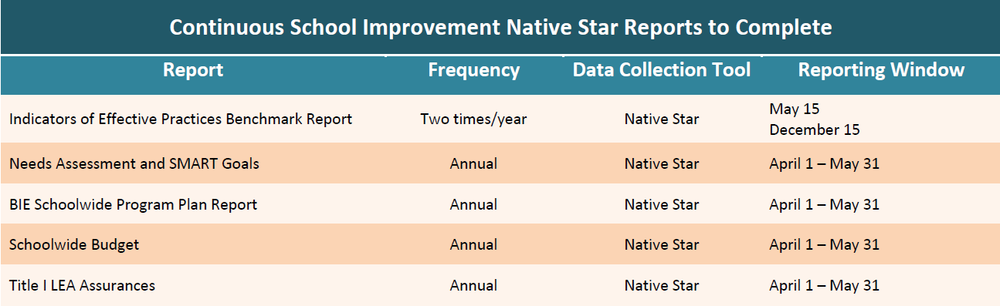 Continuous School Improvement Native Star Reports to Complete
Report Frequency Data Collection Tool Reporting Window
Indicators of Effective Practices Benchmark Report Two times/year Native Star May 15
December 15
Needs Assessment and SMART Goals Annual Native Star April 1 – May 31
BIE Schoolwide Program Plan Report Annual Native Star April 1 – May 31
Schoolwide Budget Annual Native Star April 1 – May 31
Title I LEA Assurances Annual Native Star April 1 – May 31